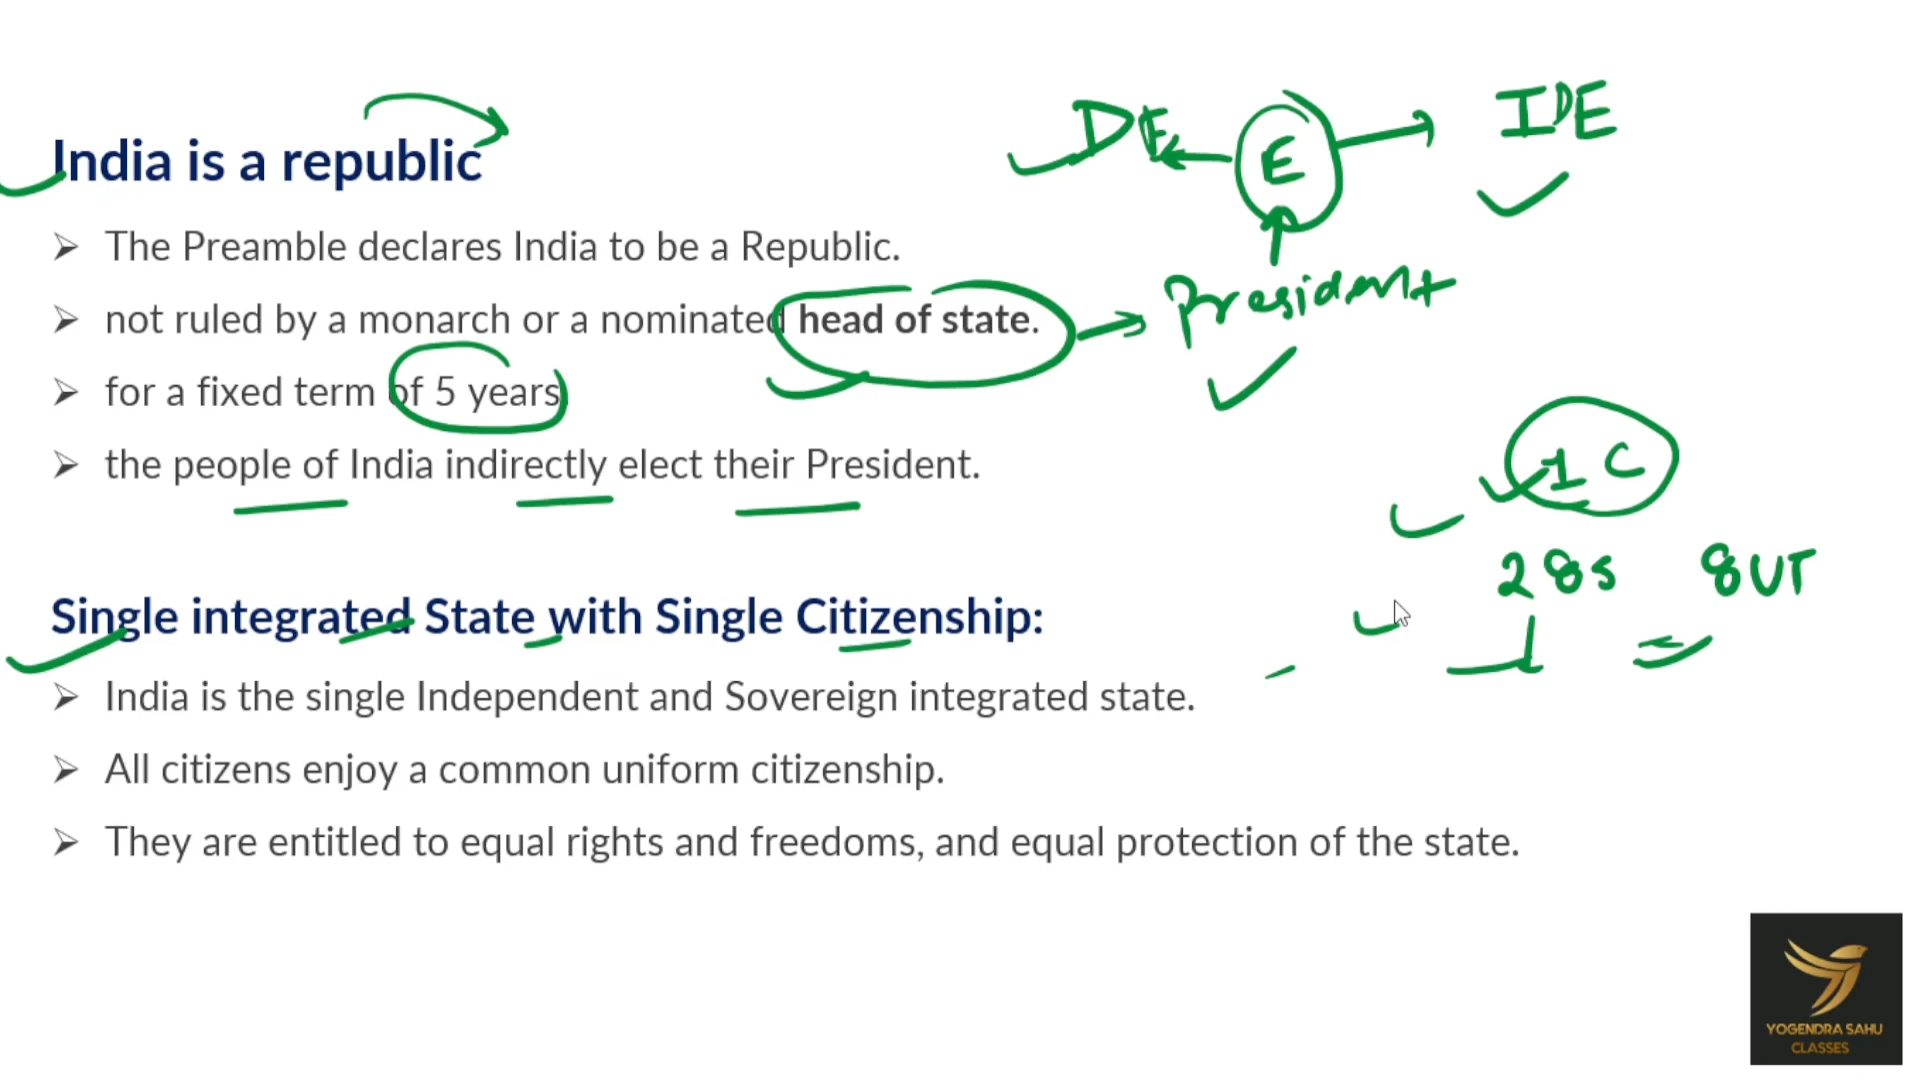 DE E IDE
India is a republic
➢ The Preamble declares India to be a Republic.
➢ not ruled by a monarch or a nominated head of state.
President
➢ for a fixed term of 5 years
➢ the people of India indirectly elect their President.
1 C
28S 8UT
Single integrated State with Single Citizenship:
➢ India is the single Independent and Sovereign integrated state.
➢ All citizens enjoy a common uniform citizenship.
➢ They are entitled to equal rights and freedoms, and equal protection of the state.
YOGENDRA SAHU
CLASSES